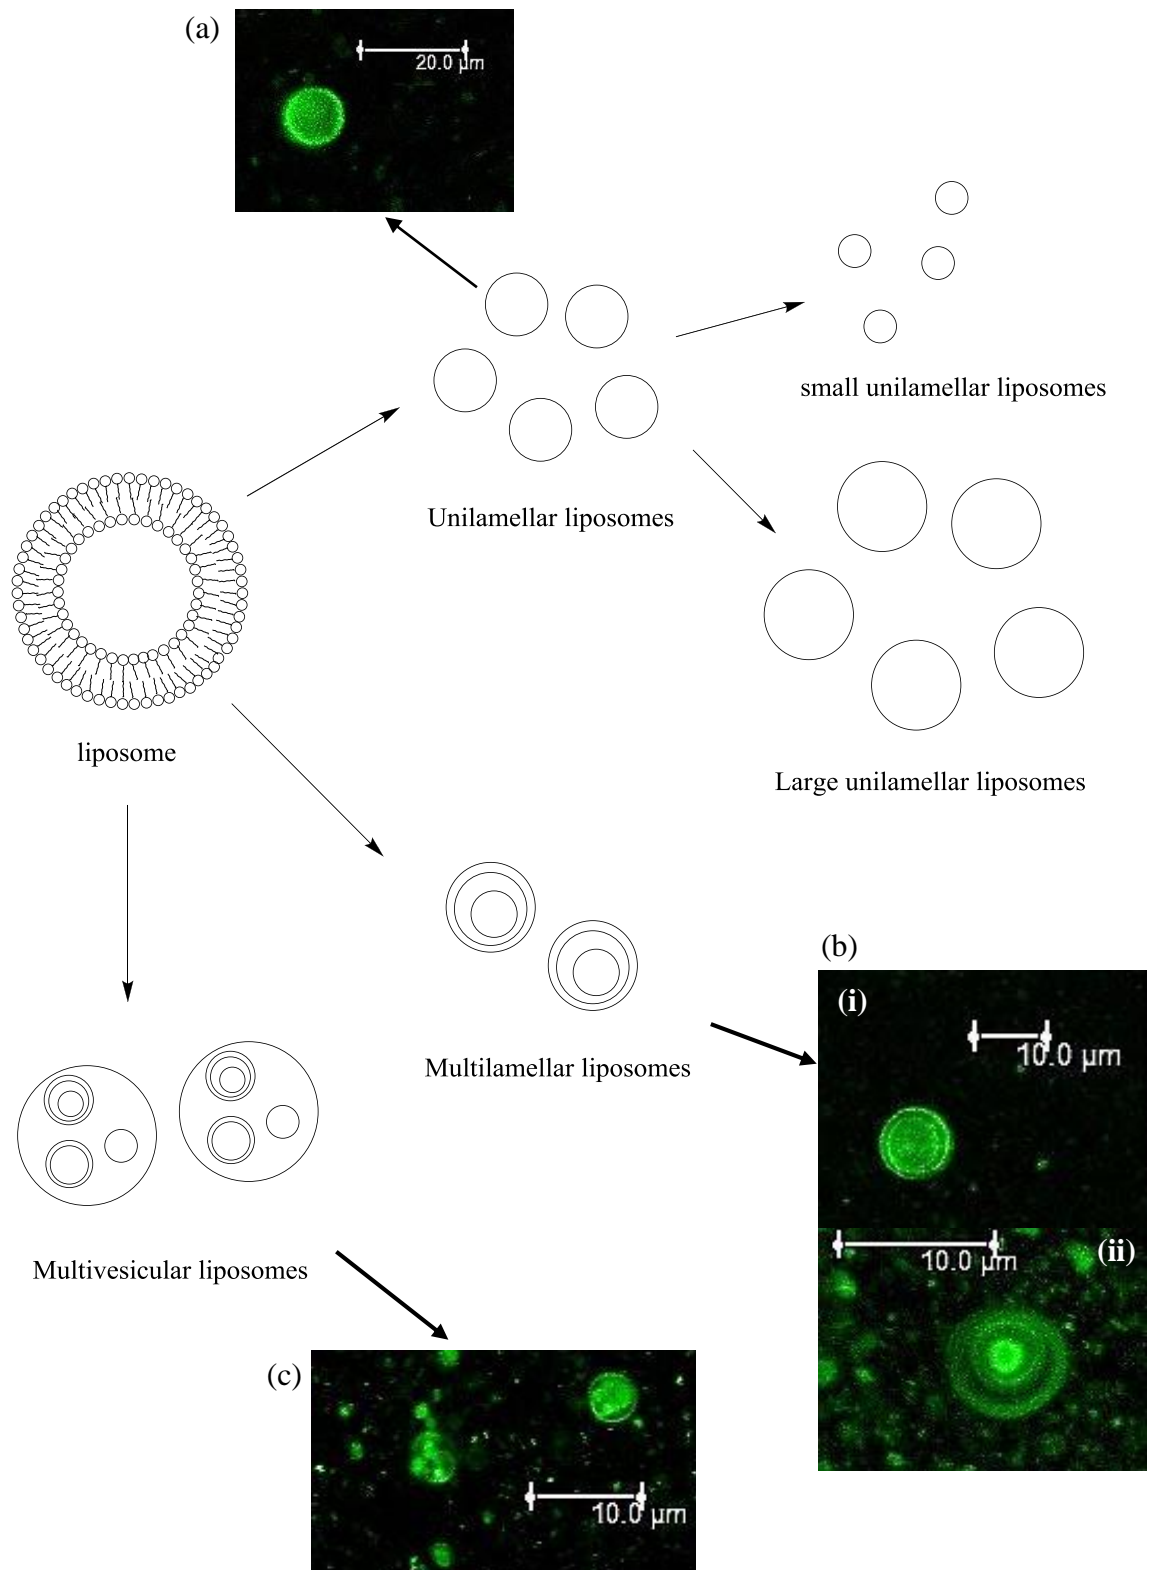 (a)
20.0 µm
small unilamellar liposomes
Unilamellar liposomes
liposome
Large unilamellar liposomes
(b)
(i)
10.0 µm
Multilamellar liposomes
10.0 µm
(ii)
Multivesicular liposomes
(c)
10.0 µm